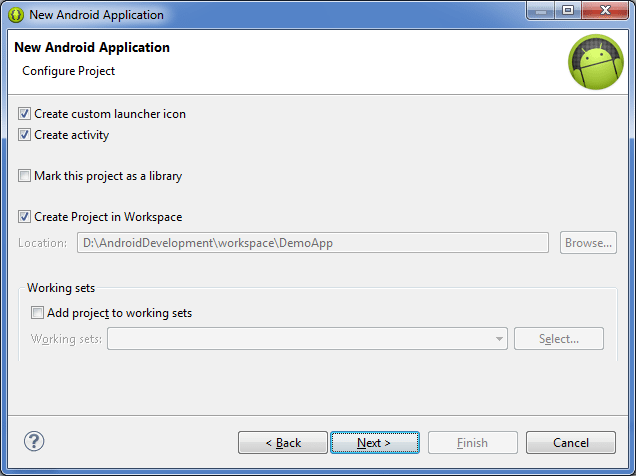 New Android Application
New Android Application
Configure Project
Create custom launcher icon
Create activity
Mark this project as a library
Create Project in Workspace
Location: D:\AndroidDevelopment\workspace\DemoApp Browse...
Working sets
Add project to working sets
Working sets: Select...
? < Back Next > Finish Cancel